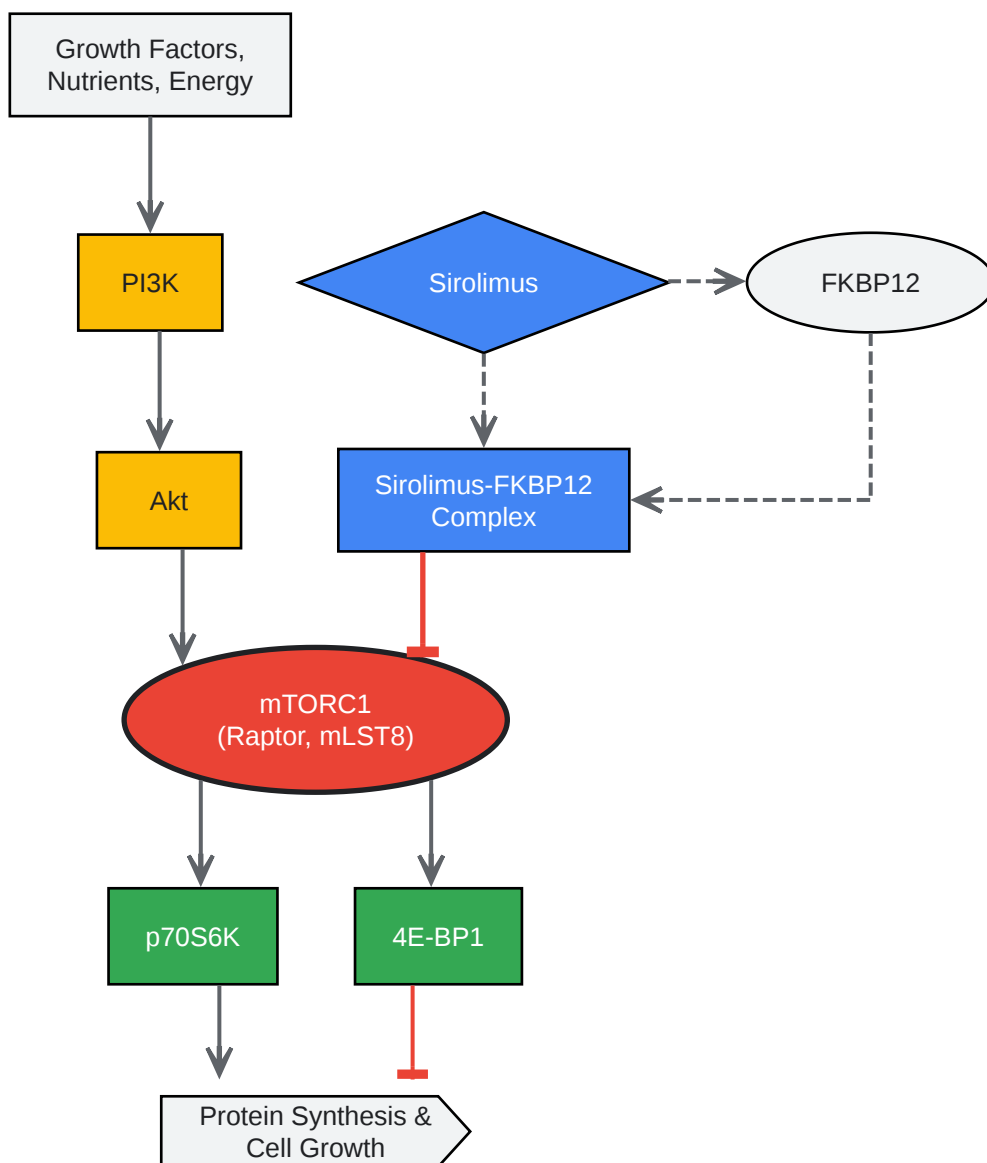 Growth Factors,
Nutrients, Energy
PI3K
Sirolimus
FKBP12
Akt
Sirolimus-FKBP12
Complex
mTORC1
(Raptor, mLST8)
p70S6K
4E-BP1
Protein Synthesis &
Cell Growth